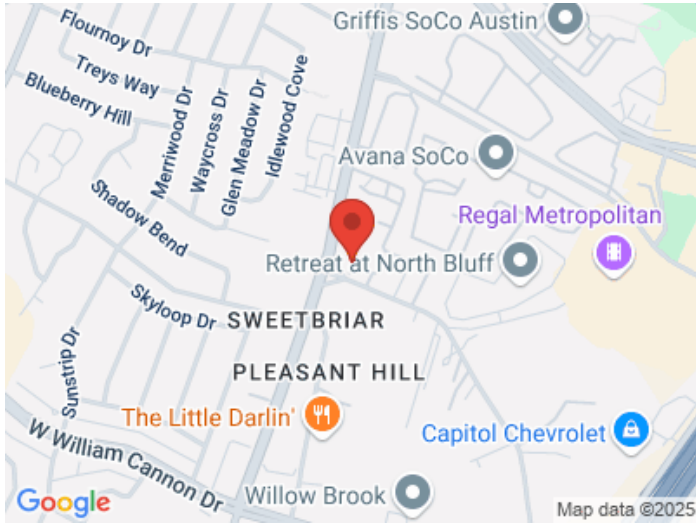 Griffis SoCo Austin
Flournoy Dr
Treys Way
Blueberry Hill
Merriwood Dr
Waycross Dr
Glen Meadow Dr
Idlewood Cove
Avana SoCo
Shadow Bend
Regal Metropolitan
Retreat at North Bluff
Skyloop Dr
SWEETBRIAR
Sunstrip Dr
PLEASANT HILL
The Little Darlin'
Capitol Chevrolet
W William Cannon Dr
Willow Brook
Google
Map data ©2025